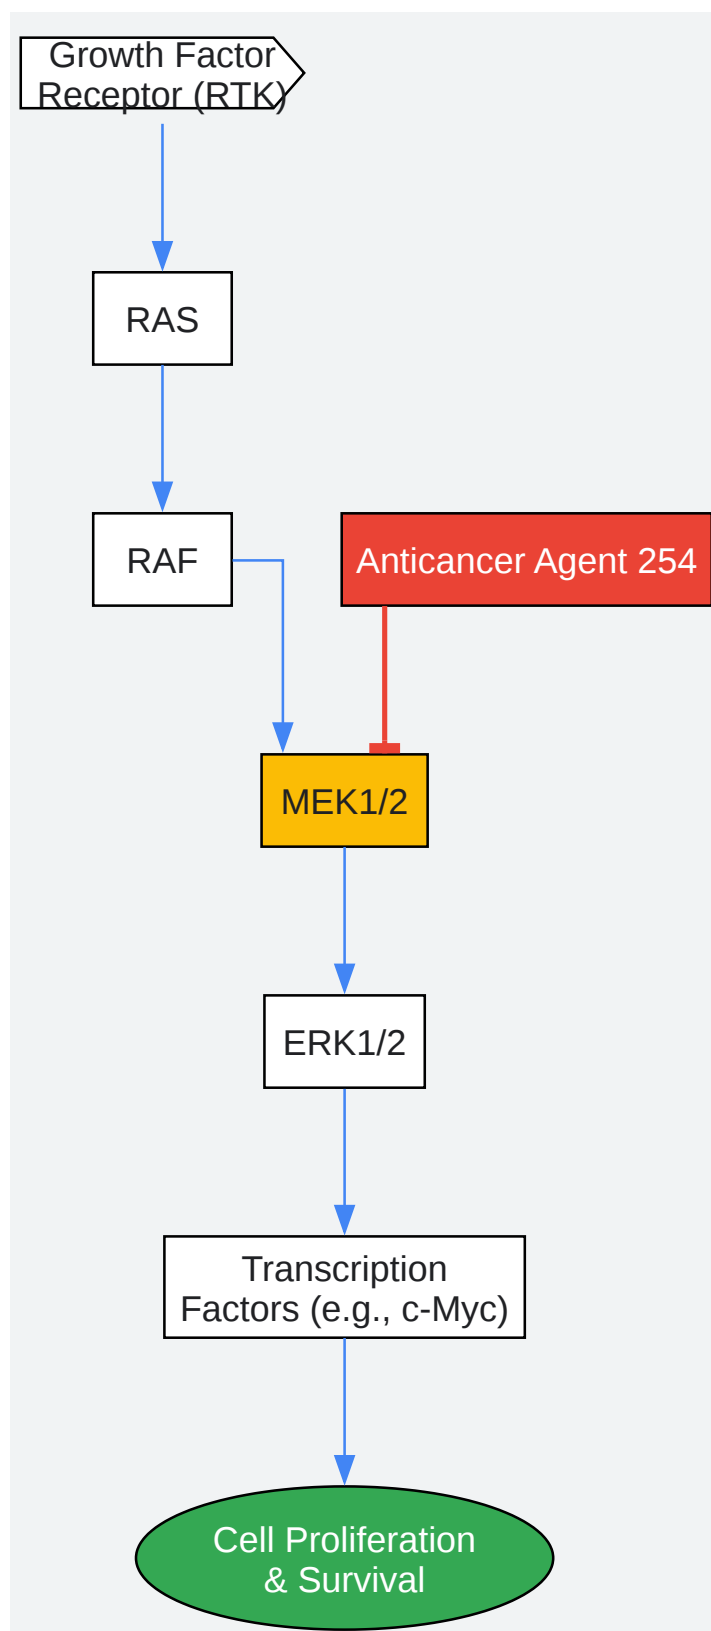 Growth Factor
Receptor (RTK)
RAS
RAF
Anticancer Agent 254
MEK1/2
ERK1/2
Transcription
Factors (e.g., c-Myc)
Cell Proliferation
& Survival